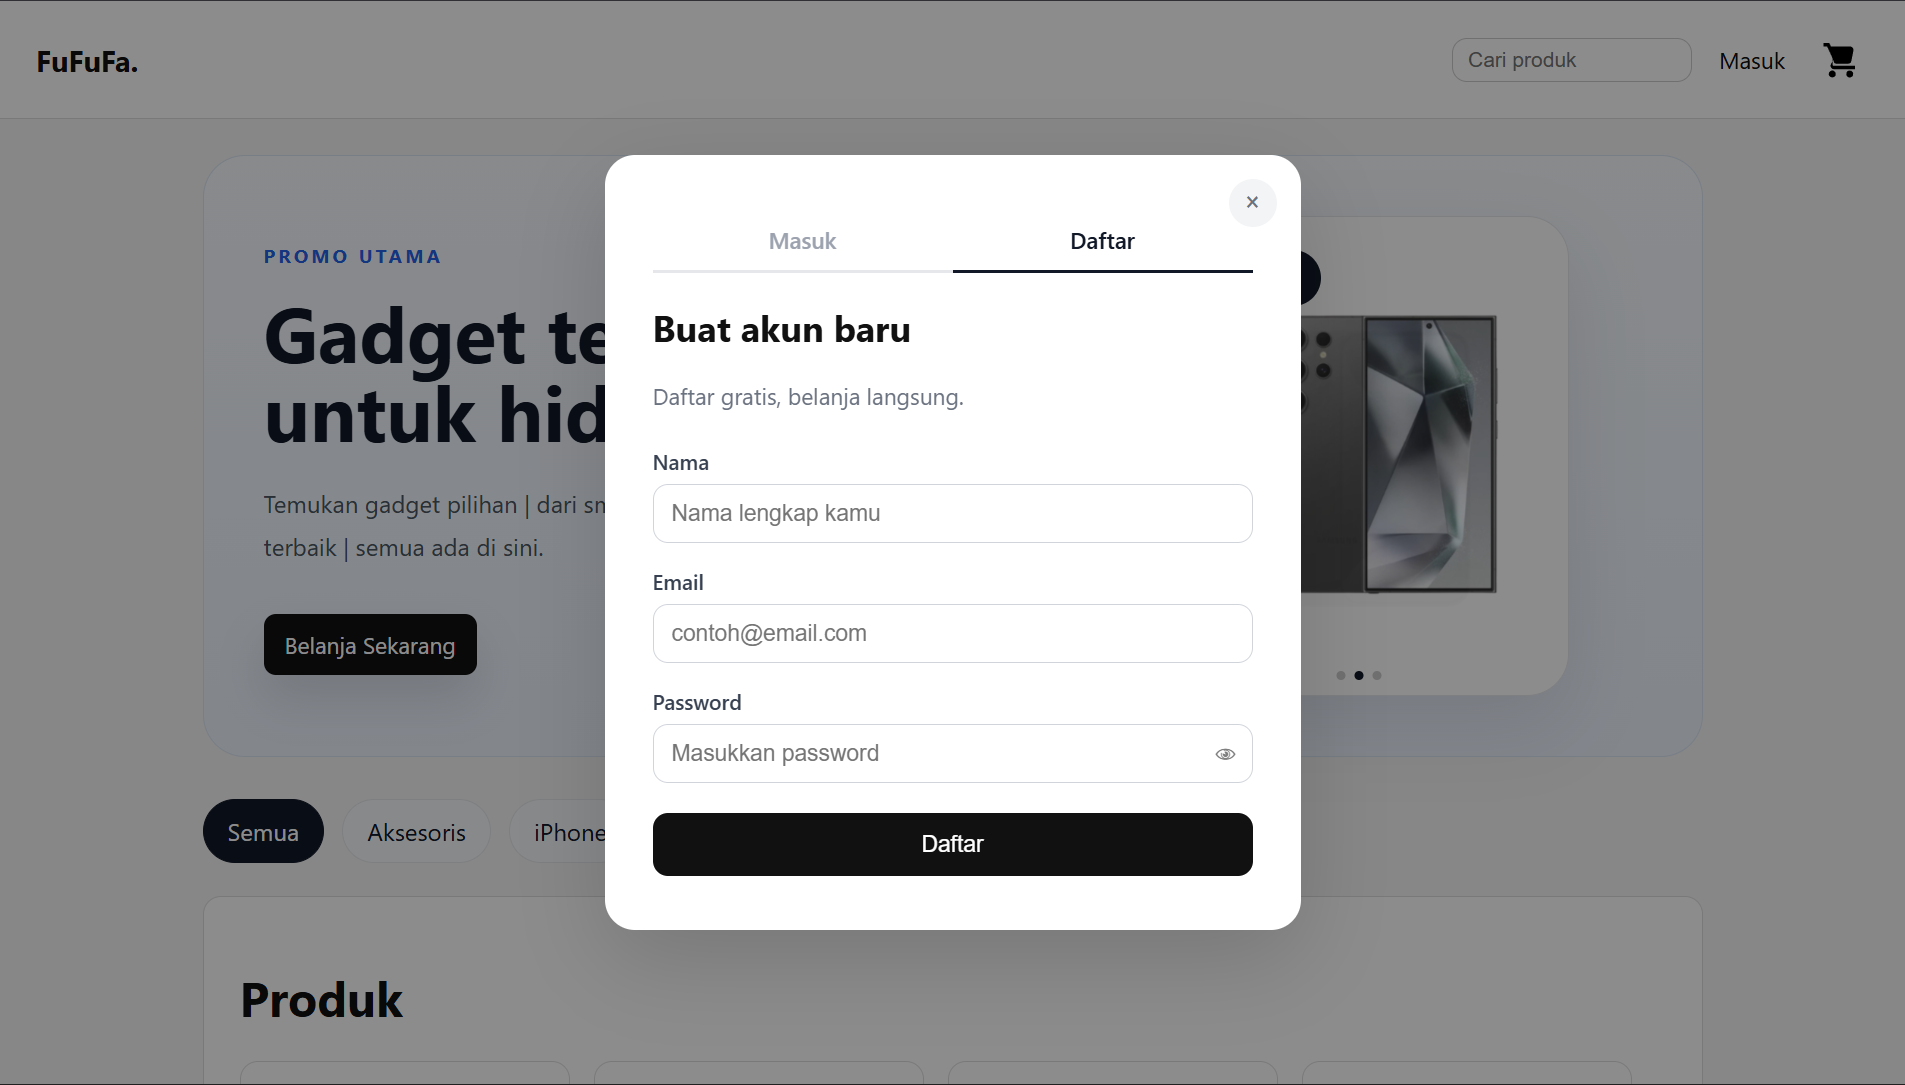 FuFuFa.
Cari produk
Masuk
PROMO UTAMA
Gadget te
untuk hid
Temukan gadget pilihan | dari sm
terbaik | semua ada di sini.
Belanja Sekarang
×
Masuk
Daftar
Buat akun baru
Daftar gratis, belanja langsung.
Nama
Nama lengkap kamu
Email
contoh@email.com
Password
Masukkan password
Daftar
Semua
Aksesoris
iPhone
Produk